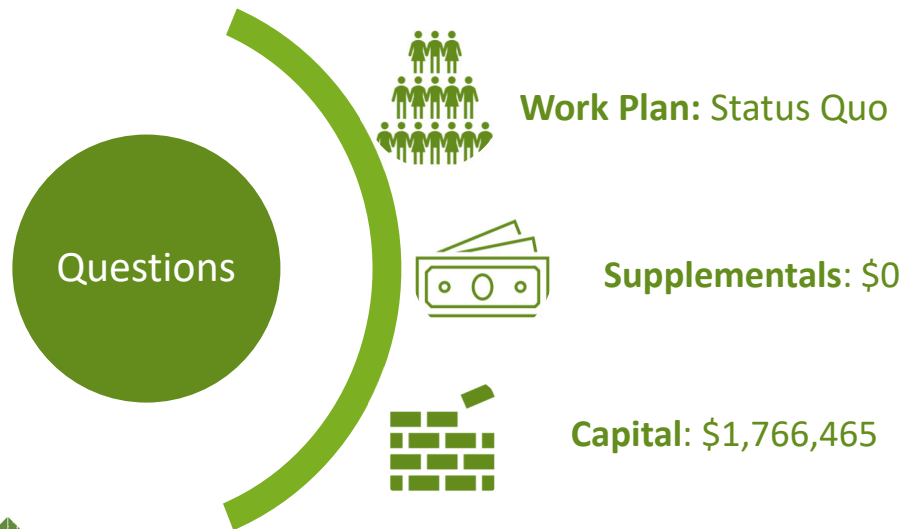 Questions
Work Plan: Status Quo
Supplementals: $0
Capital: $1,766,465